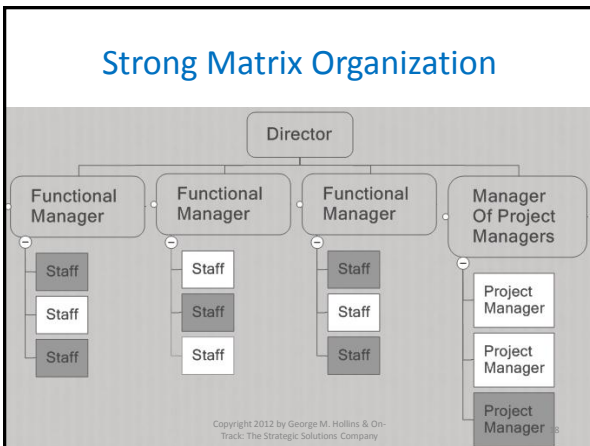 Strong Matrix Organization
Director
Functional
Manager
Functional
Manager
Functional
Manager
Manager
Of Project
Managers
Staff
Staff
Staff
Staff
Staff
Staff
Staff
Staff
Staff
Project
Manager
Project
Manager
Project
Manager
Copyright 2012 by George M. Hollins & On-
Track: The Strategic Solutions Company